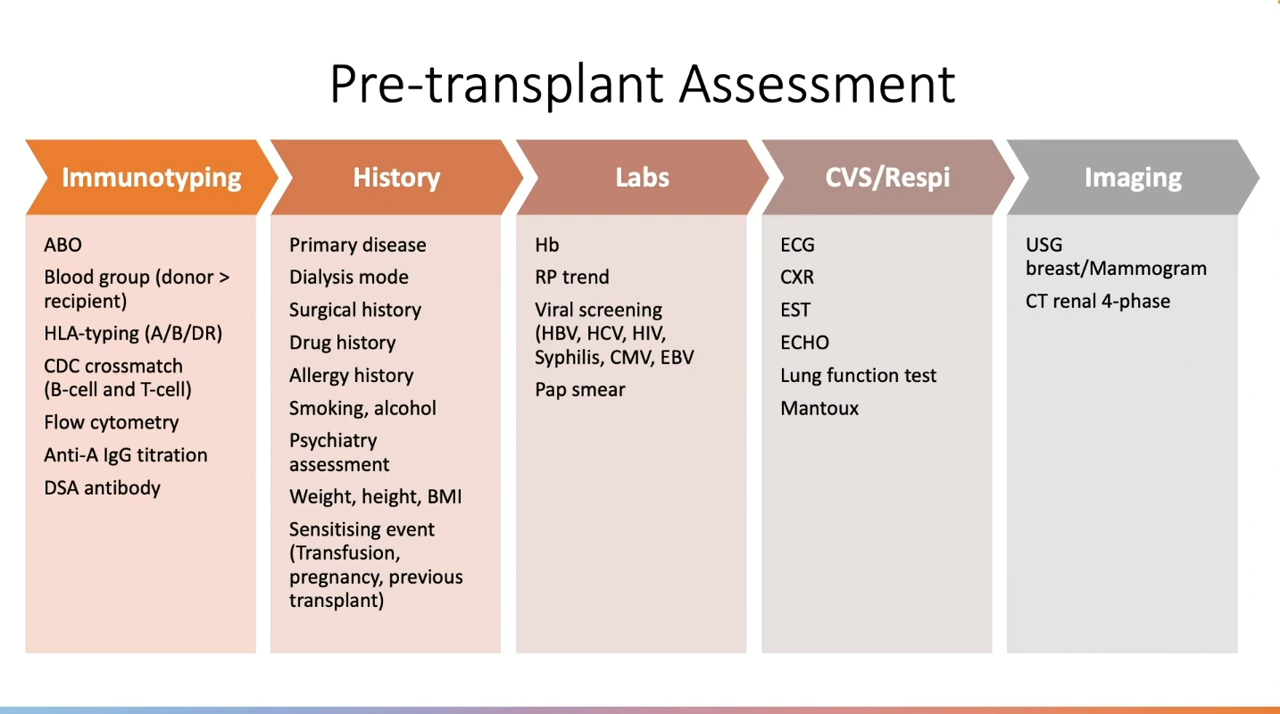 Pre-transplant Assessment
Immunotyping
ABO
Blood group (donor >
recipient)
HLA-typing (A/B/DR)
CDC crossmatch
(B-cell and T-cell)
Flow cytometry
Anti-A IgG titration
DSA antibody
History
Primary disease
Dialysis mode
Surgical history
Drug history
Allergy history
Smoking, alcohol
Psychiatry
assessment
Weight, height, BMI
Sensitising event
(Transfusion,
pregnancy, previous
transplant)
Labs
Hb
RP trend
Viral screening
(HBV, HCV, HIV,
Syphilis, CMV, EBV
Pap smear
CVS/Respi
ECG
CXR
EST
ECHO
Lung function test
Mantoux
Imaging
USG
breast/Mammogram
CT renal 4-phase